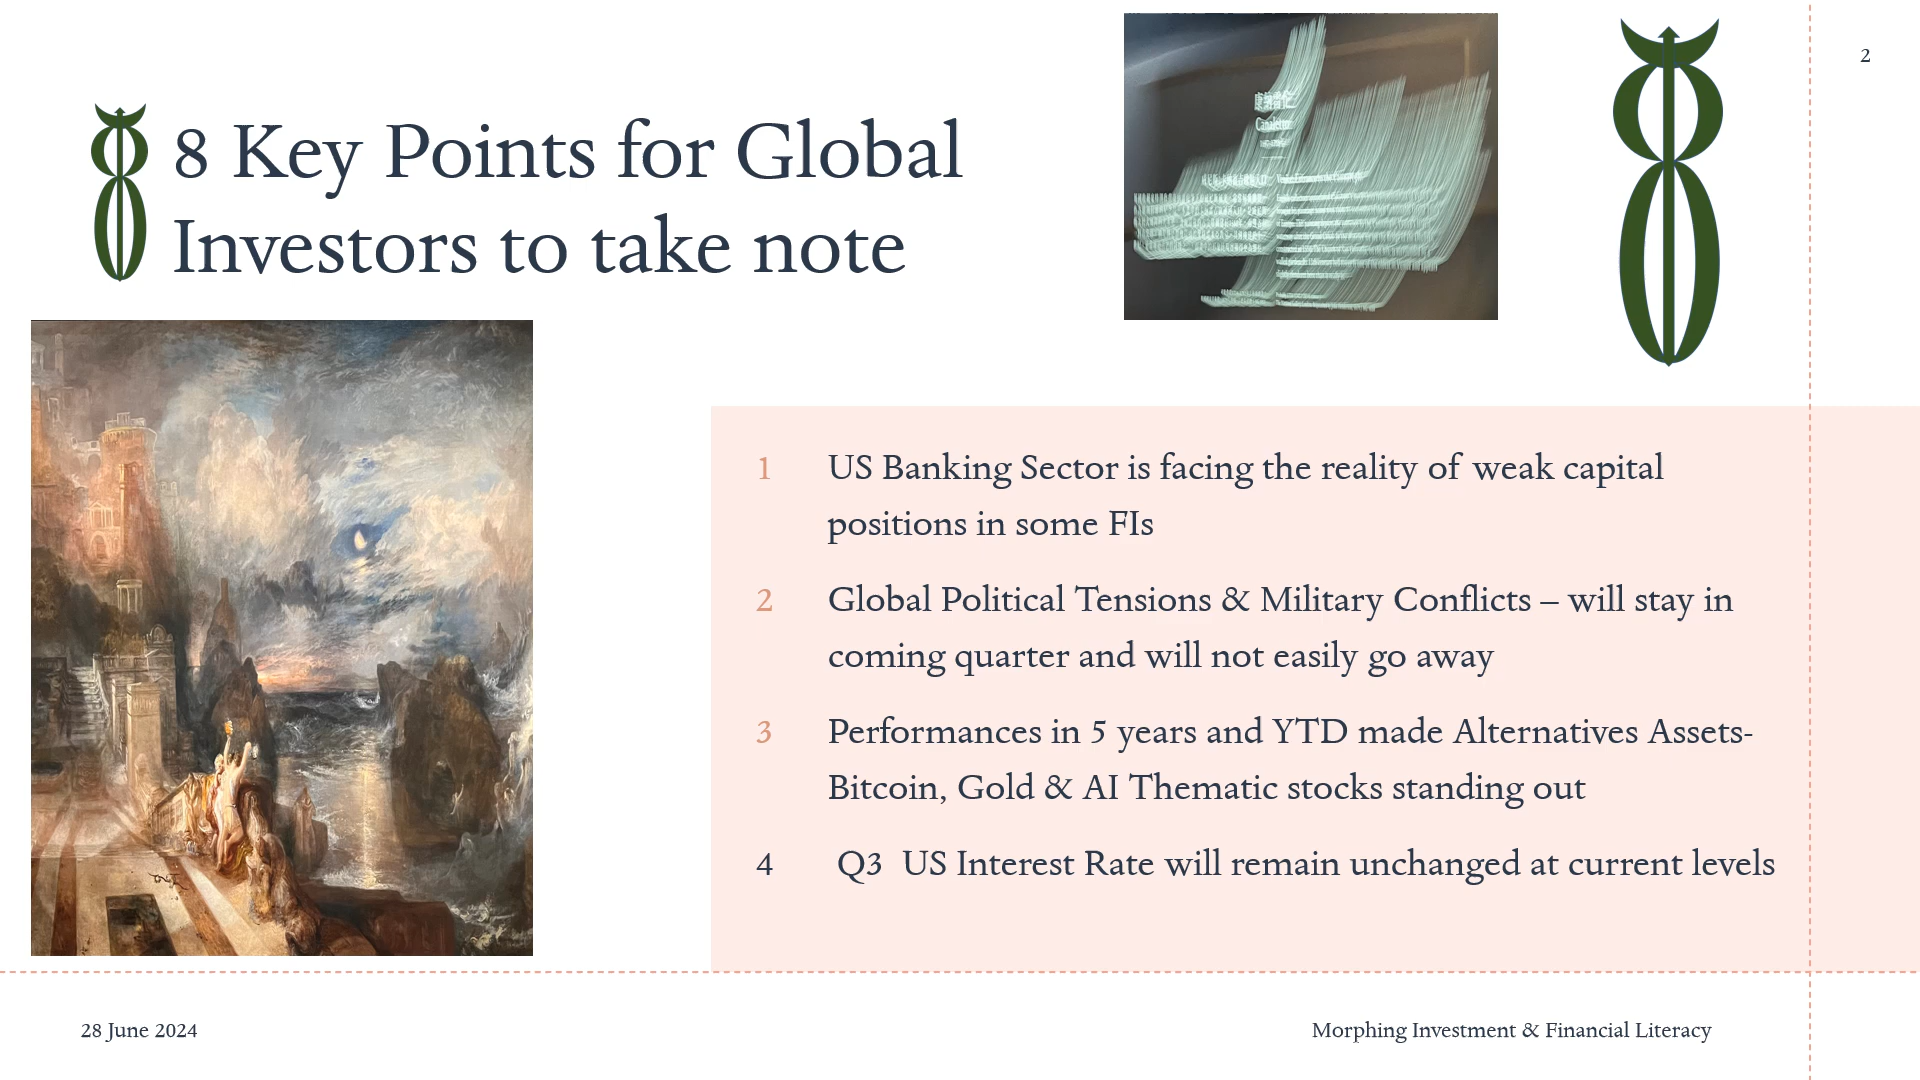 2
8 Key Points for Global
Investors to take note
Canaletto
1 US Banking Sector is facing the reality of weak capital
positions in some FIs
2 Global Political Tensions & Military Conflicts – will stay in
coming quarter and will not easily go away
3 Performances in 5 years and YTD made Alternatives Assets-
Bitcoin, Gold & AI Thematic stocks standing out
4 Q3 US Interest Rate will remain unchanged at current levels
28 June 2024
Morphing Investment & Financial Literacy